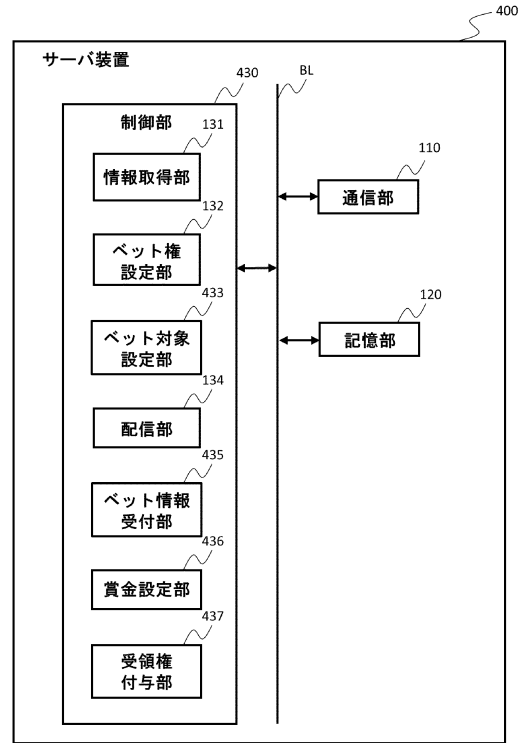 400
サーバ装置
430
BL
制御部
131
情報取得部
110
通信部
132
ベット権
設定部
433
ベット対象
設定部
120
記憶部
134
配信部
435
ベット情報
受付部
436
賞金設定部
437
受領権
付与部